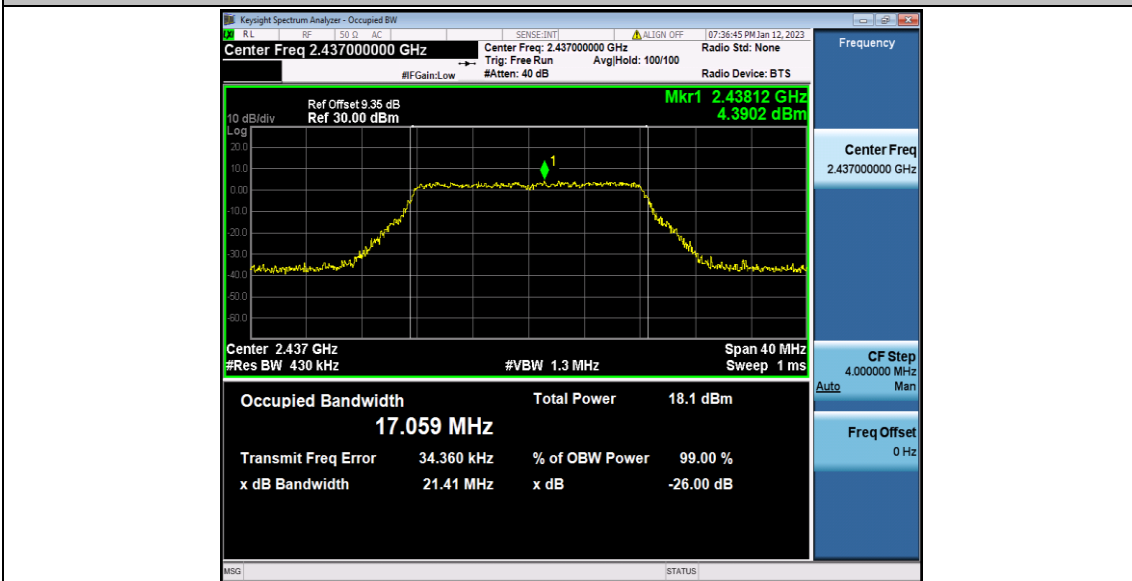 Keysight Spectrum Analyzer - Occupied BW
RL RF 50 Ω AC SENSE:INT ALIGN OFF 07:36:45 PM Jan 12, 2023
Center Freq 2.437000000 GHz
Center Freq: 2.437000000 GHz Radio Std: None
Trig: Free Run Avg|Hold: 100/100
#IFGain:Low #Atten: 40 dB Radio Device: BTS
Frequency
Mkr1 2.43812 GHz
4.3902 dBm
Ref Offset 9.35 dB
10 dB/div Ref 30.00 dBm
Log
20.0
10.0
0.00
-10.0
-20.0
-30.0
-40.0
-50.0
-60.0
1
Center 2.437 GHz Span 40 MHz
#Res BW 430 kHz #VBW 1.3 MHz Sweep 1 ms
Occupied Bandwidth Total Power 18.1 dBm
17.059 MHz
Transmit Freq Error 34.360 kHz % of OBW Power 99.00 %
x dB Bandwidth 21.41 MHz x dB -26.00 dB
Center Freq
2.437000000 GHz
CF Step
4.000000 MHz
Auto Man
Freq Offset
0 Hz
MSG STATUS